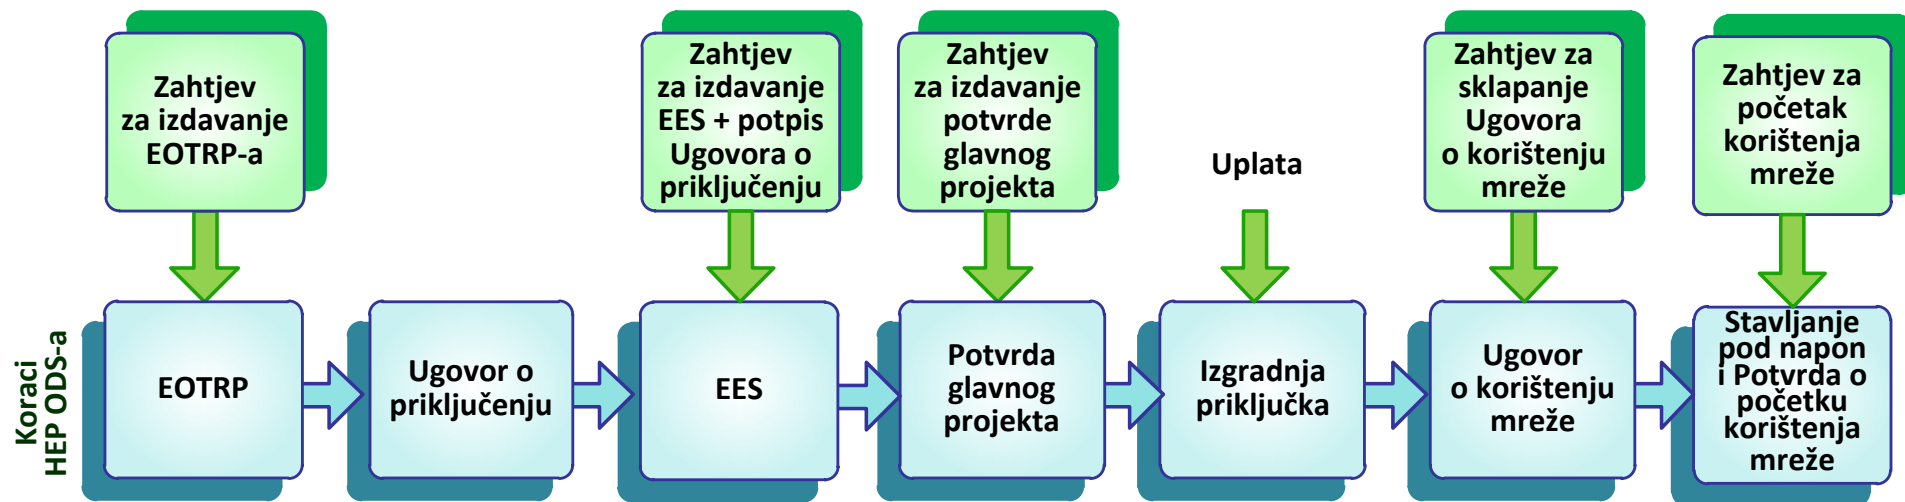 Zahtjev
za izdavanje
EOTRP-a
Zahtjev
za izdavanje
EES + potpis
Ugovora o
priključenju
Zahtjev
za izdavanje
potvrde
glavnog
projekta
Uplata
Zahtjev za
sklapanje
Ugovora
o korištenju
mreže
Zahtjev za
početak
korištenja
mreže
Koraci
HEP ODS-a
EOTRP
Ugovor o
priključenju
EES
Potvrda
glavnog
projekta
Izgradnja
priključka
Ugovor
o korištenju
mreže
Stavljanje
pod napon
i Potvrda o
početku
korištenja
mreže